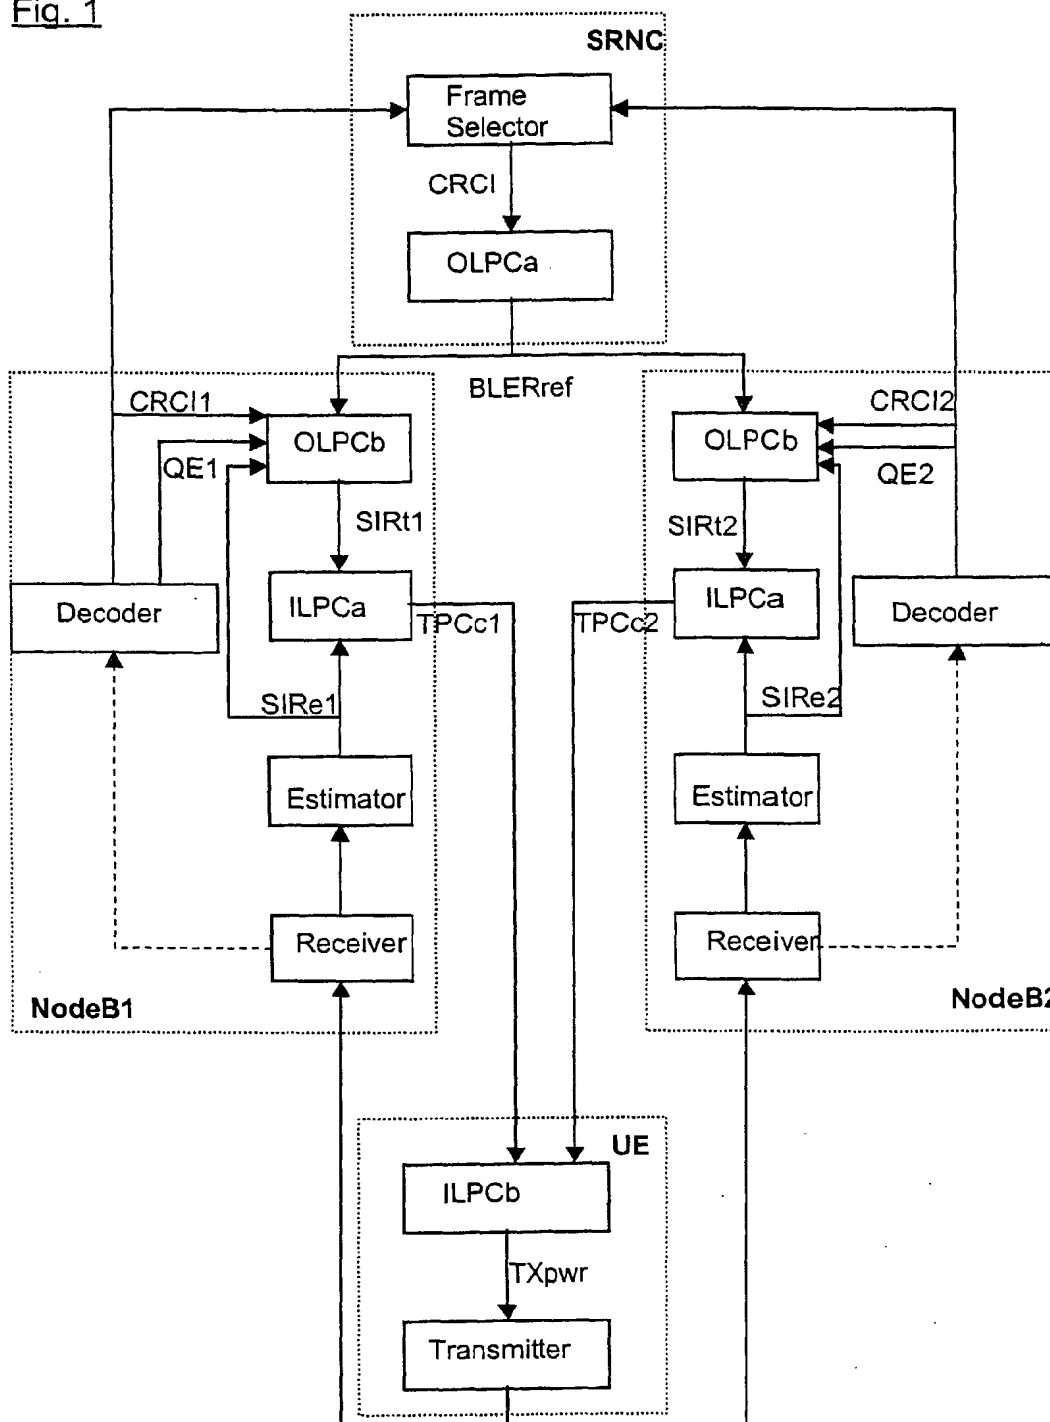 Fig. 1
SRNC
Frame
Selector
CRCI
OLPCa
BLERref
CRCI1
OLPCb
QE1
SIRt1
Decoder
ILPCa
TPCc1
SIRe1
Estimator
Receiver
NodeB1
CRCI2
OLPCb
QE2
SIRt2
ILPCa
Decoder
TPCc2
SIRe2
Estimator
Receiver
NodeB2
UE
ILPCb
TXpwr
Transmitter